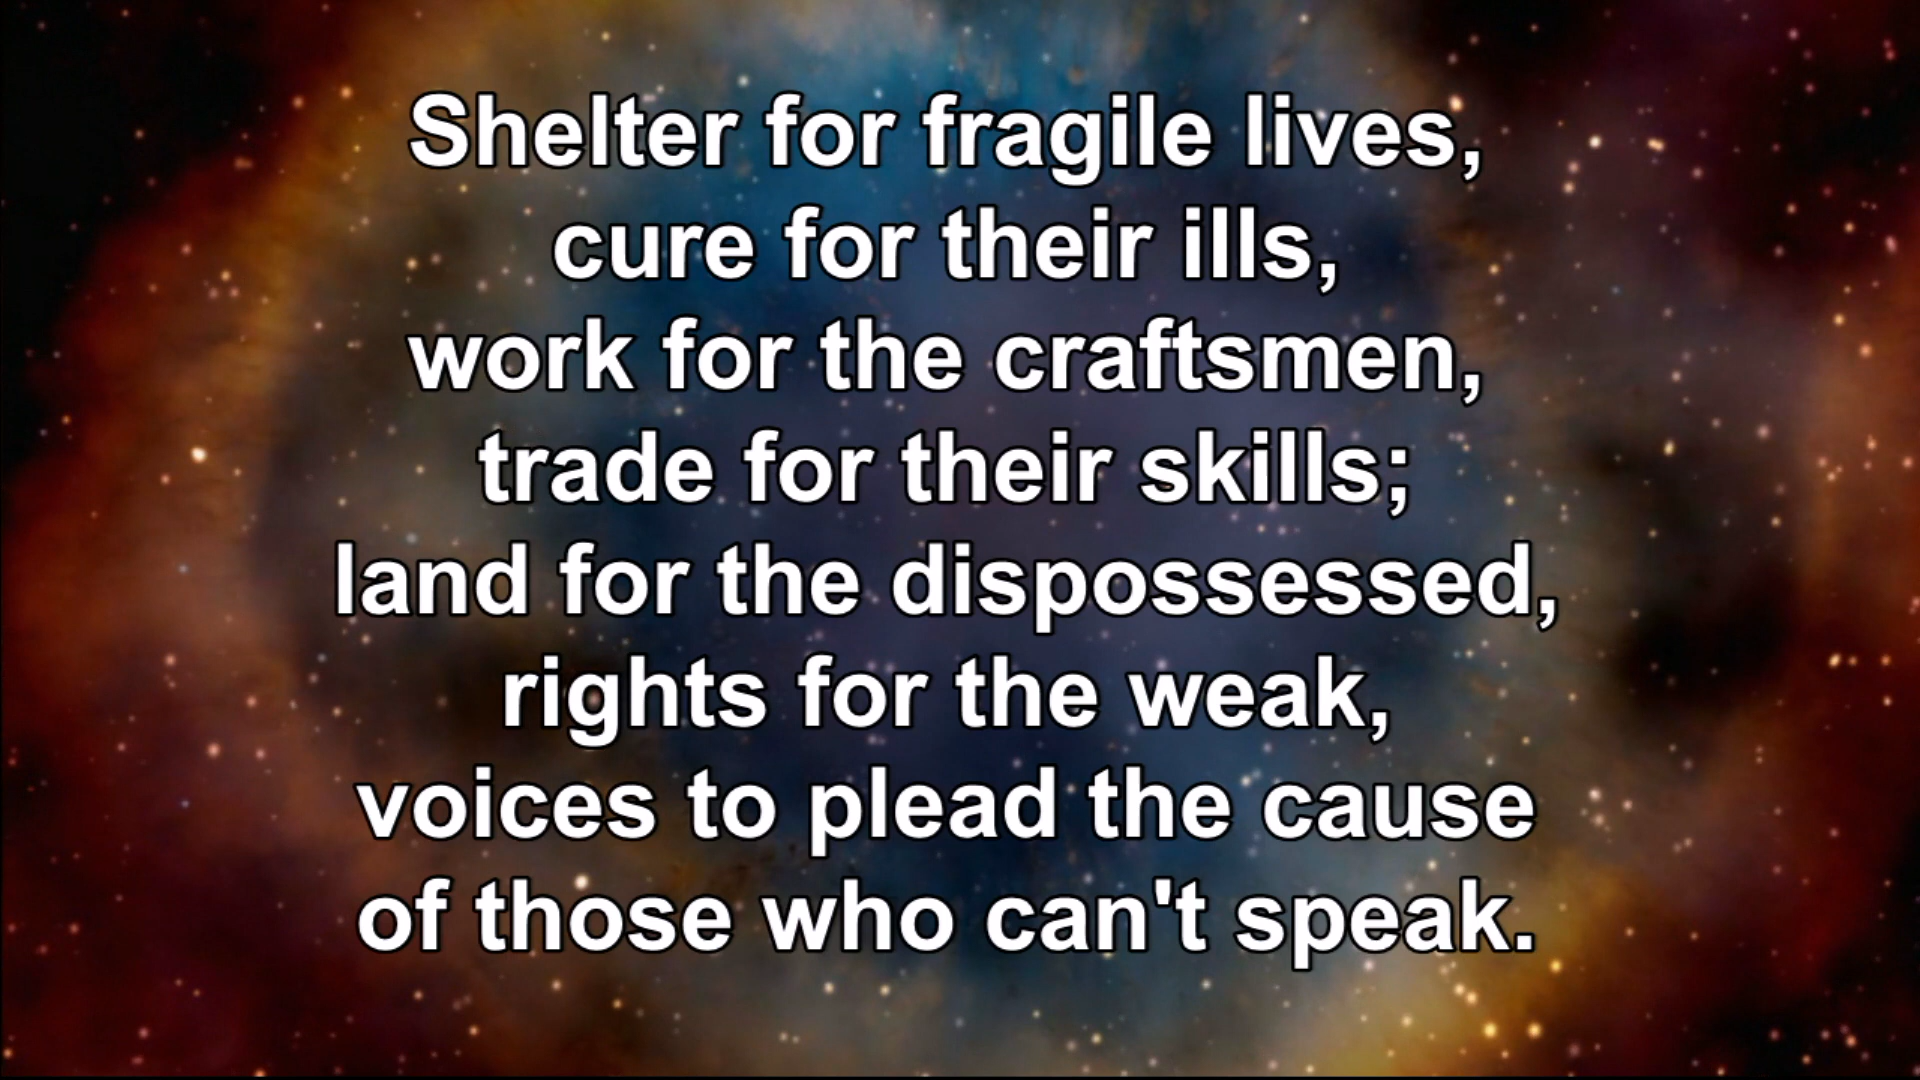 Shelter for fragile lives,
cure for their ills,
work for the craftsmen,
trade for their skills;
land for the dispossessed,
rights for the weak,
voices to plead the cause
of those who can't speak.